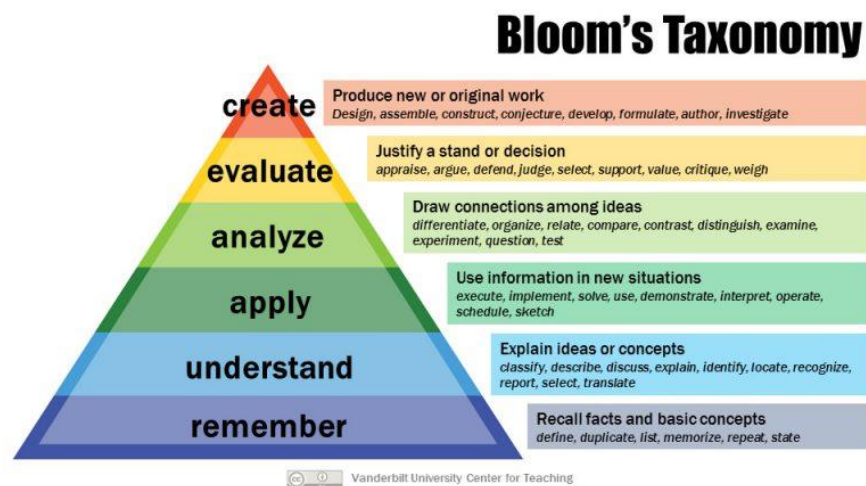 Bloom's Taxonomy
create
Produce new or original work
Design, assemble, construct, conjecture, develop, formulate, author, investigate
evaluate
Justify a stand or decision
appraise, argue, defend, judge, select, support, value, critique, weigh
analyze
Draw connections among ideas
differentiate, organize, relate, compare, contrast, distinguish, examine,
experiment, question, test
apply
Use information in new situations
execute, implement, solve, use, demonstrate, interpret, operate,
schedule, sketch
understand
Explain ideas or concepts
classify, describe, discuss, explain, identify, locate, recognize,
report, select, translate
remember
Recall facts and basic concepts
define, duplicate, list, memorize, repeat, state
cc Vanderbilt University Center for Teaching